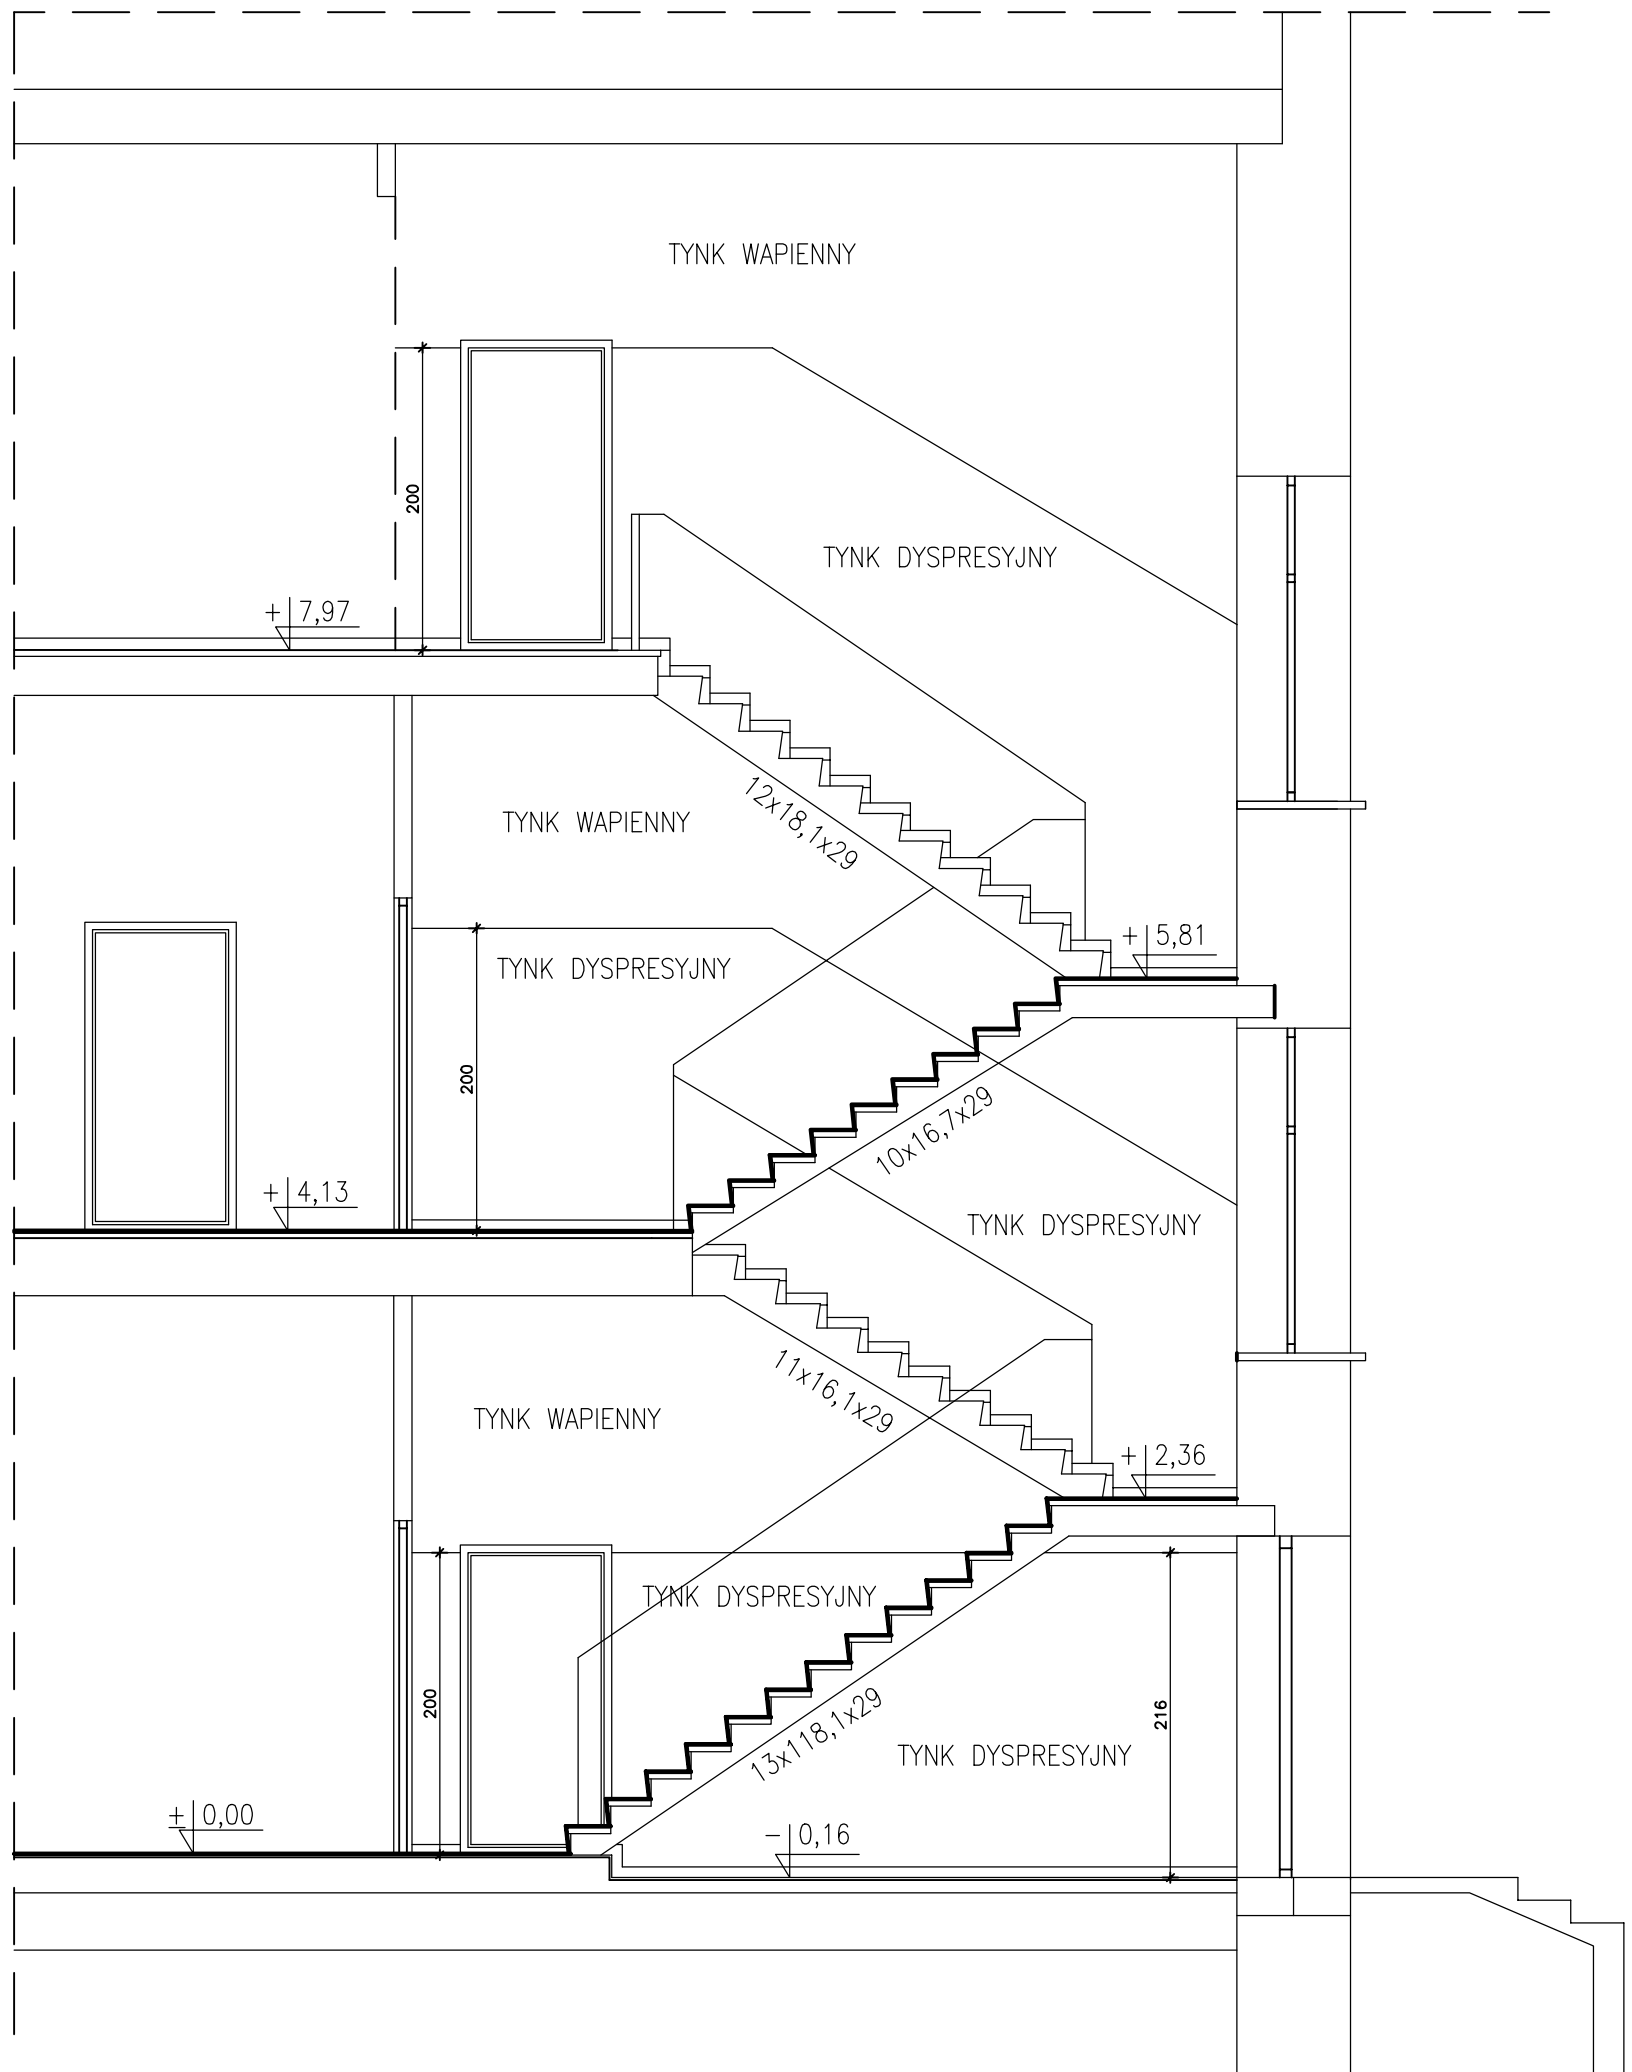 TYNK WAPIENNY
200
TYNK DYSPRESYJNY
+ 7,97
12x18,1x29
TYNK WAPIENNY
+ 5,81
TYNK DYSPRESYJNY
200
10x16,7x29
+ 4,13
TYNK DYSPRESYJNY
11x16,1x29
TYNK WAPIENNY
+ 2,36
TYNK DYSPRESYJNY
200
216
13x118,1x29
TYNK DYSPRESYJNY
± 0,00
- 0,16